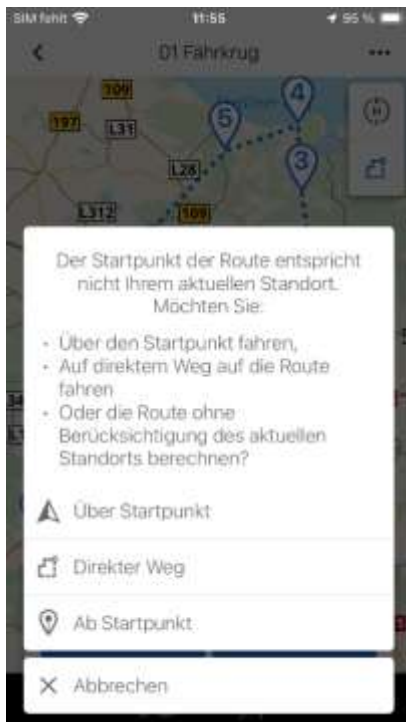 SIM fehlt 11:55 95 %
01 Fährkrug
109
197
L31
5
4
3
L28
L312
109
Der Startpunkt der Route entspricht
nicht Ihrem aktuellen Standort.
Möchten Sie:
· Über den Startpunkt fahren,
· Auf direktem Weg auf die Route
fahren
· Oder die Route ohne
Berücksichtigung des aktuellen
Standorts berechnen?
Über Startpunkt
Direkter Weg
Ab Startpunkt
Abbrechen